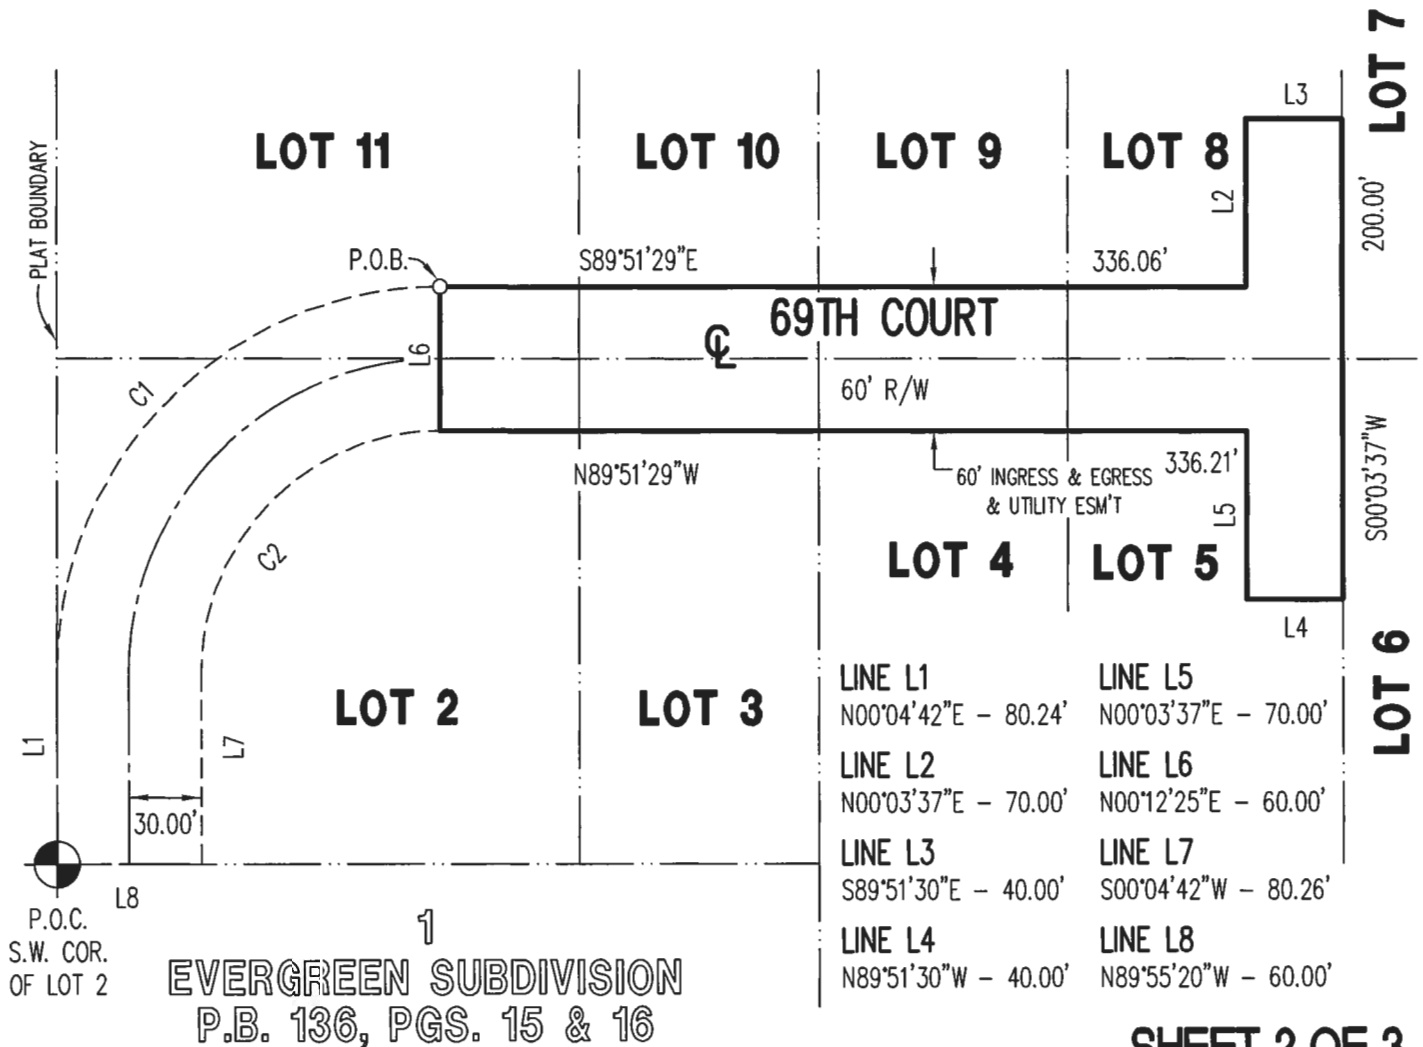 LOT 7
L3
LOT 11
LOT 10
LOT 9
LOT 8
PLAT BOUNDARY
L2
200.00'
P.O.B.
S89°51'29"E
336.06'
69TH COURT
L6
CL
C1
60' R/W
N89°51'29"W
60' INGRESS & EGRESS
& UTILITY ESM'T
336.21'
L5
S00°03'37"W
C2
LOT 4
LOT 5
L4
LOT 6
LOT 2
LOT 3
L1
L7
30.00'
LINE L1
N00°04'42"E - 80.24'
LINE L2
N00°03'37"E - 70.00'
LINE L3
S89°51'30"E - 40.00'
LINE L4
N89°51'30"W - 40.00'
LINE L5
N00°03'37"E - 70.00'
LINE L6
N00°12'25"E - 60.00'
LINE L7
S00°04'42"W - 80.26'
LINE L8
N89°55'20"W - 60.00'
L8
P.O.C.
S.W. COR.
OF LOT 2
1
EVERGREEN SUBDIVISION
P.B. 136, PGS. 15 & 16
SHEET 2 OF 3